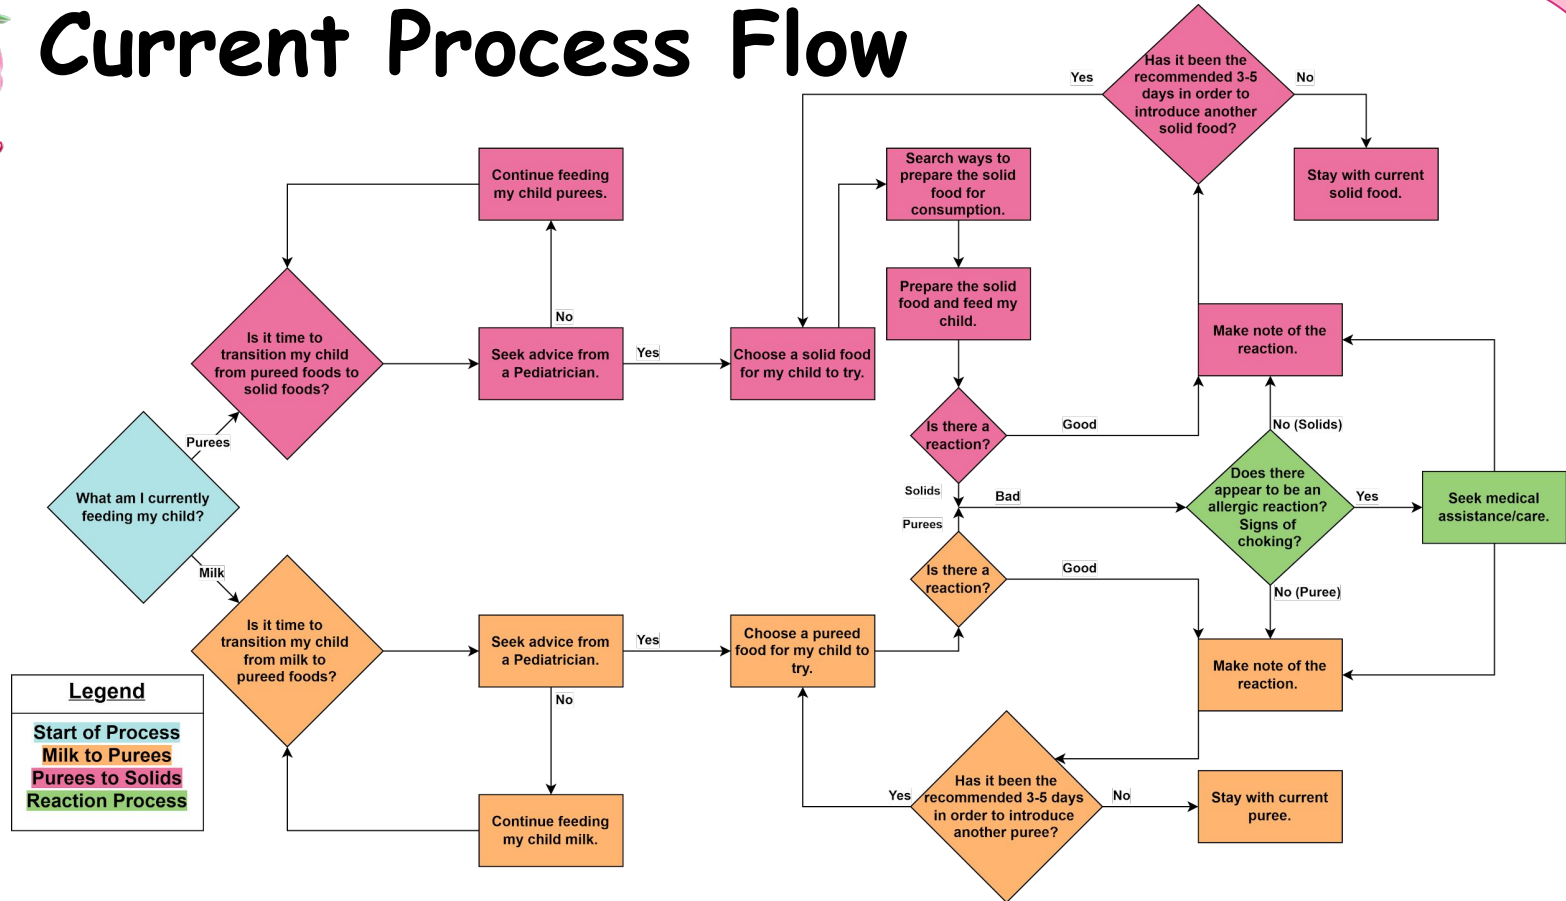 Current Process Flow
Has it been the
recommended 3-5
days in order to
introduce another
solid food?
Yes
No
Stay with current
solid food.
Search ways to
prepare the solid
food for
consumption.
Prepare the solid
food and feed my
child.
Continue feeding
my child purees.
No
Is it time to
transition my child
from pureed foods to
solid foods?
Seek advice from
a Pediatrician.
Yes
Choose a solid food
for my child to try.
Make note of the
reaction.
Is there a
reaction?
Good
No (Solids)
Purees
What am I currently
feeding my child?
Milk
Solids
Bad
Purees
Does there
appear to be an
allergic reaction?
Signs of
choking?
Yes
Seek medical
assistance/care.
Is there a
reaction?
Good
No (Puree)
Is it time to
transition my child
from milk to
pureed foods?
Seek advice from
a Pediatrician.
Yes
Choose a pureed
food for my child to
try.
Make note of the
reaction.
No
Continue feeding
my child milk.
Has it been the
recommended 3-5 days
in order to introduce
another puree?
Yes
No
Stay with current
puree.
Legend
Start of Process
Milk to Purees
Purees to Solids
Reaction Process